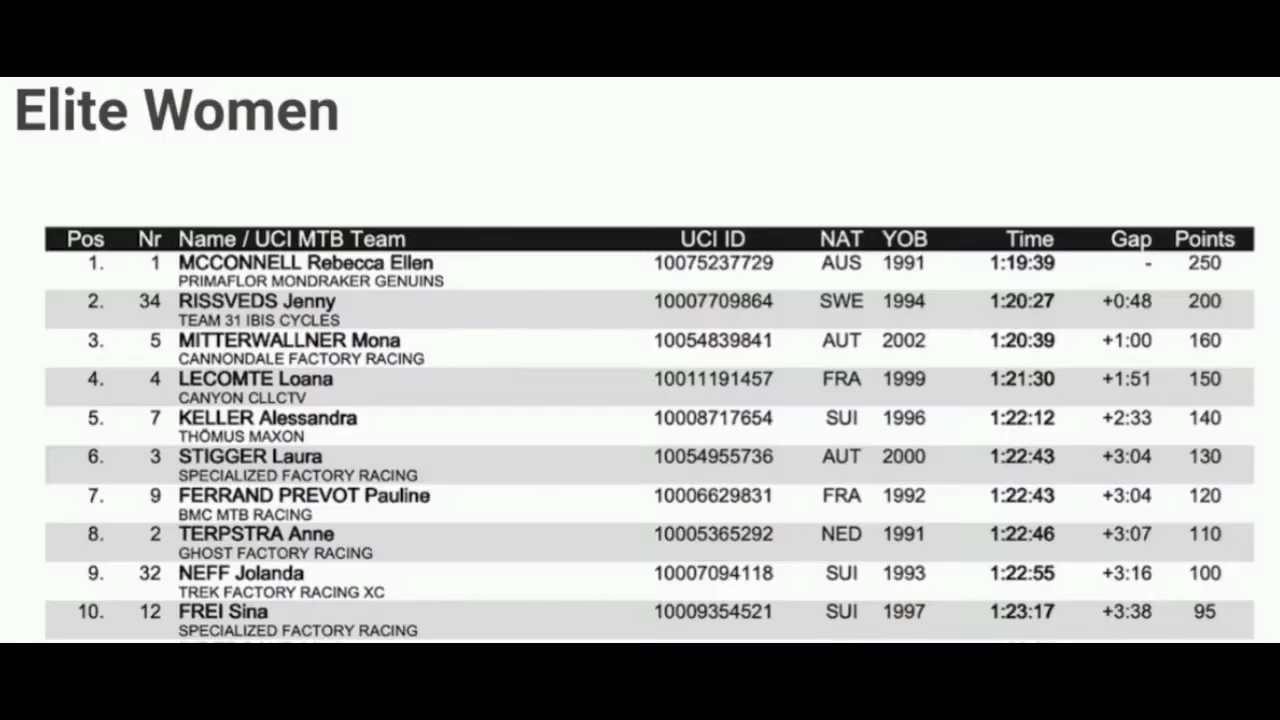 Elite Women
Pos Nr Name / UCI MTB Team UCI ID NAT YOB Time Gap Points
1. 1 MCCONNELL Rebecca Ellen 10075237729 AUS 1991 1:19:39 - 250
PRIMAFLOR MONDRAKER GENUINS
2. 34 RISSVEDS Jenny 10007709864 SWE 1994 1:20:27 +0:48 200
TEAM 31 IBIS CYCLES
3. 5 MITTERWALLNER Mona 10054839841 AUT 2002 1:20:39 +1:00 160
CANNONDALE FACTORY RACING
4. 4 LECOMTE Loana 10011191457 FRA 1999 1:21:30 +1:51 150
CANYON CLLCTV
5. 7 KELLER Alessandra 10008717654 SUI 1996 1:22:12 +2:33 140
THÖMUS MAXON
6. 3 STIGGER Laura 10054955736 AUT 2000 1:22:43 +3:04 130
SPECIALIZED FACTORY RACING
7. 9 FERRAND PREVOT Pauline 10006629831 FRA 1992 1:22:43 +3:04 120
BMC MTB RACING
8. 2 TERPSTRA Anne 10005365292 NED 1991 1:22:46 +3:07 110
GHOST FACTORY RACING
9. 32 NEFF Jolanda 10007094118 SUI 1993 1:22:55 +3:16 100
TREK FACTORY RACING XC
10. 12 FREI Sina 10009354521 SUI 1997 1:23:17 +3:38 95
SPECIALIZED FACTORY RACING